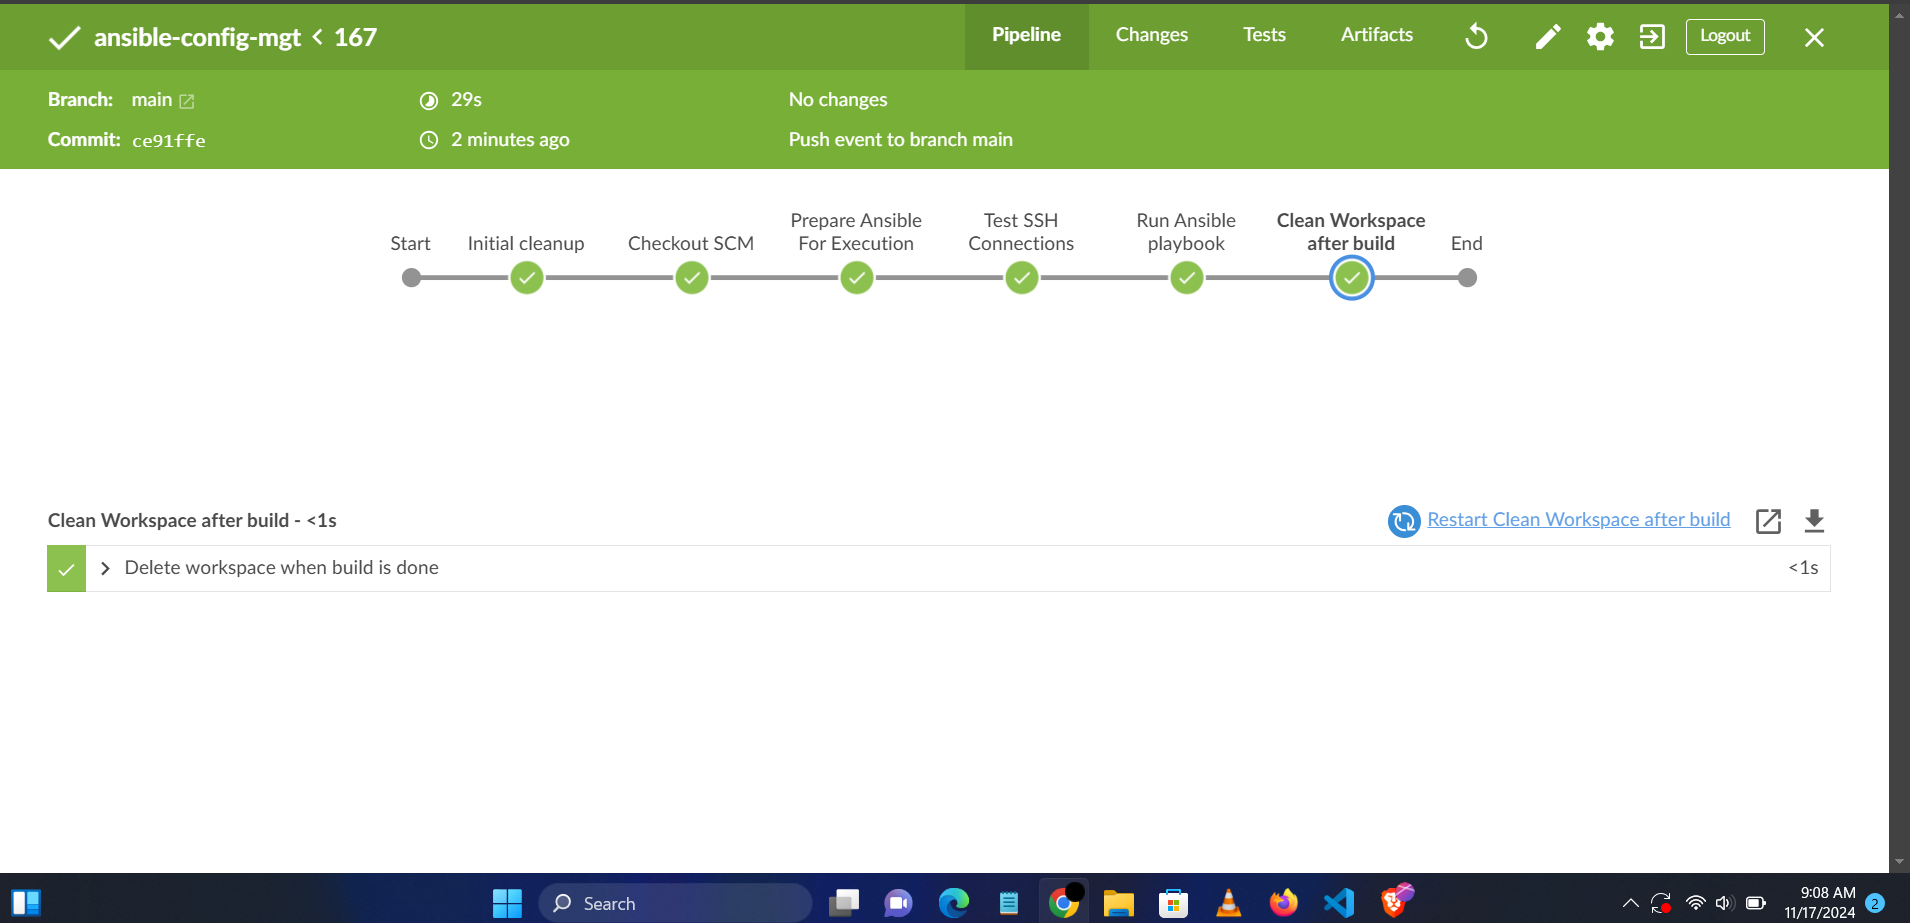 ansible-config-mgt < 167
Pipeline Changes Tests Artifacts Logout
Branch: main 29s No changes
Commit: ce91ffe 2 minutes ago Push event to branch main
Start
Initial cleanup
Checkout SCM
Prepare Ansible
For Execution
Test SSH
Connections
Run Ansible
playbook
Clean Workspace
after build
End
Clean Workspace after build - <1s Restart Clean Workspace after build
Delete workspace when build is done <1s
Search
9:08 AM
11/17/2024
2